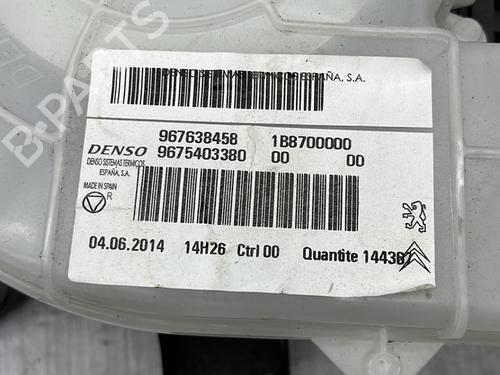 DENSO SISTEMAS TERMICOS ESPAÑA, S.A.
967638458 1B8700000
DENSO 9675403380 00 00
DENSO SISTEMAS TERMICOS
ESPAÑA, S.A.
MADE IN SPAIN
R
04.06.2014 14H26 Ctrl 00 Quantite 144367
B-PARTS